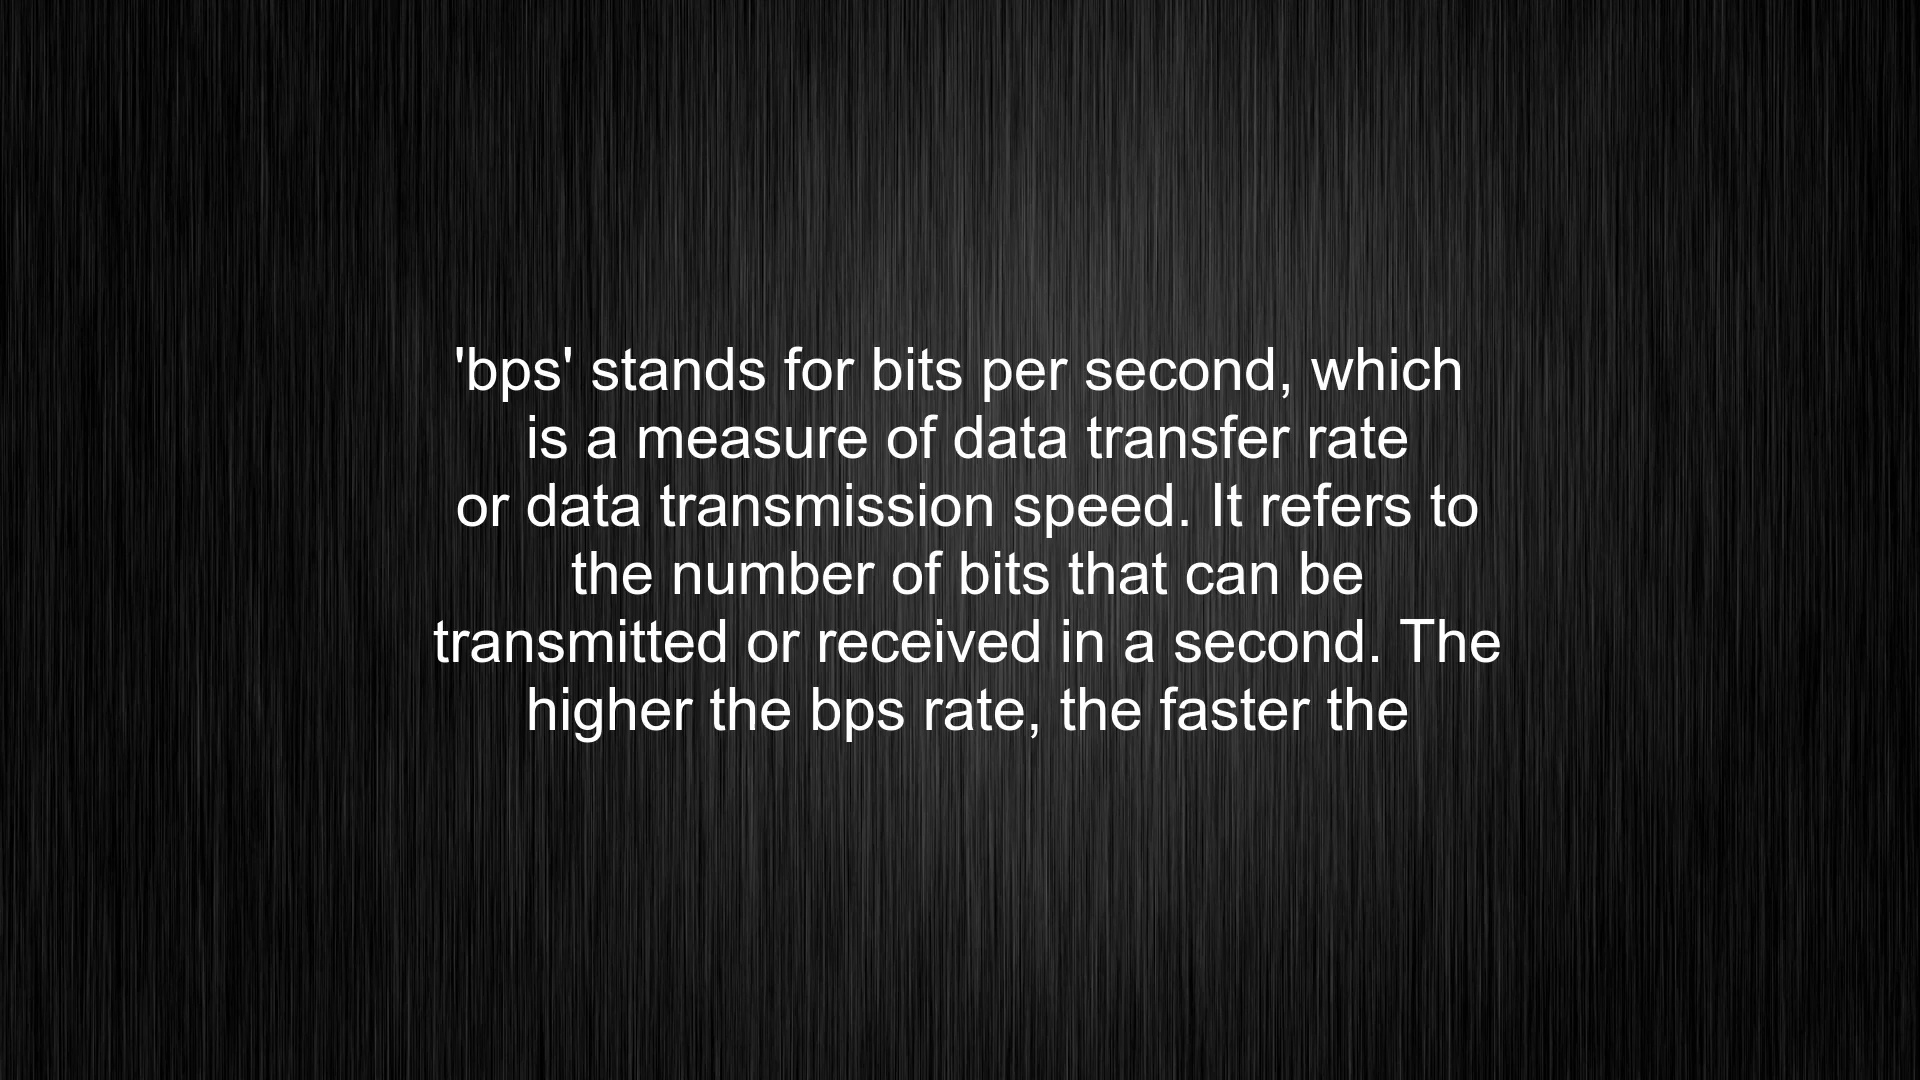 'bps' stands for bits per second, which
is a measure of data transfer rate
or data transmission speed. It refers to
the number of bits that can be
transmitted or received in a second. The
higher the bps rate, the faster the